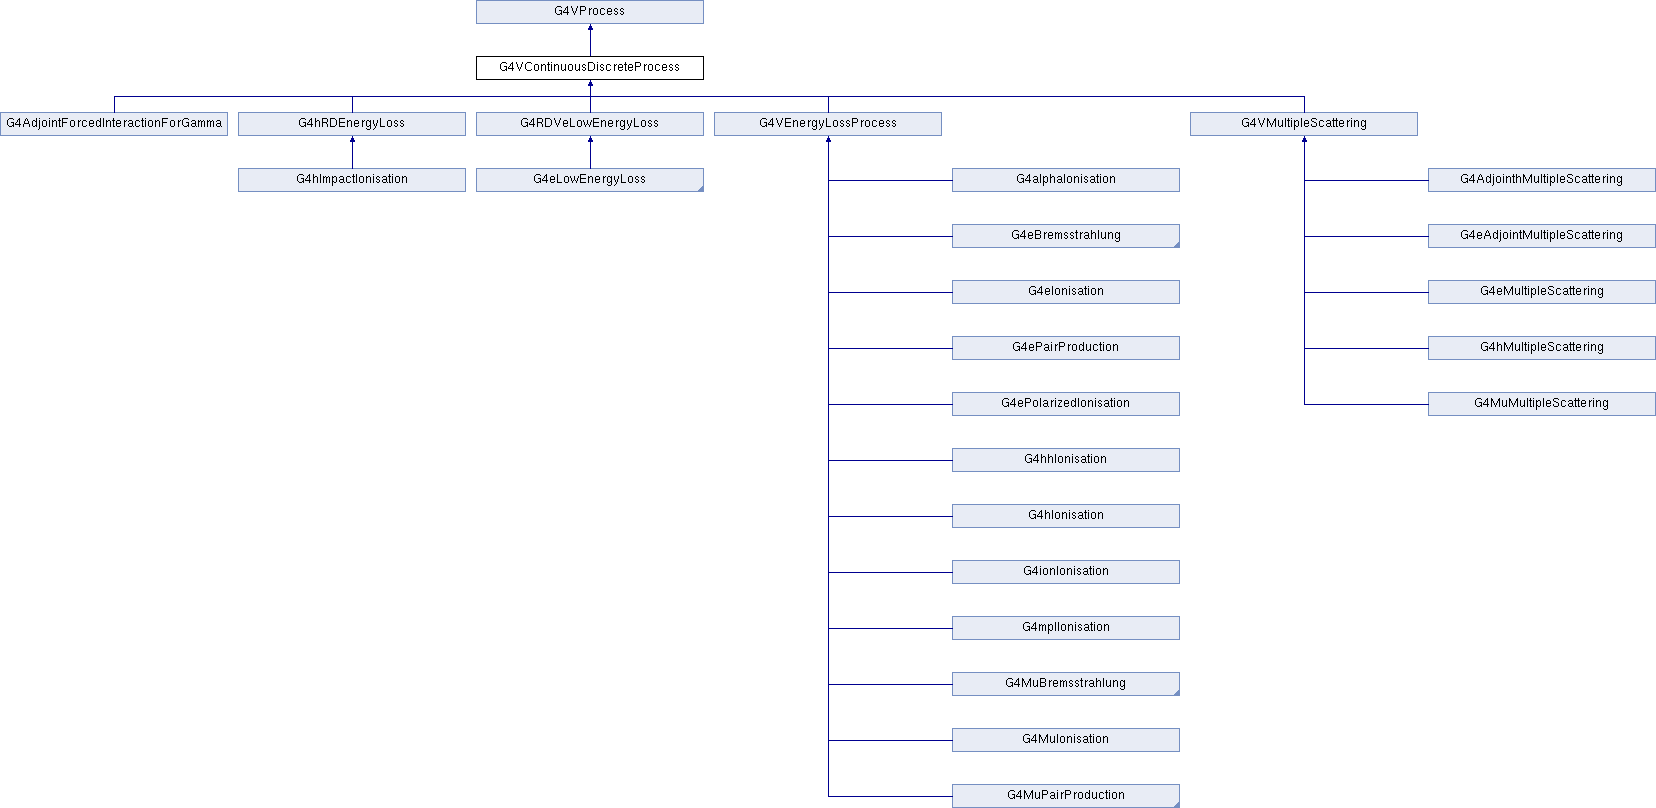 G4VProcess
G4VContinuousDiscreteProcess
G4AdjointForcedInteractionForGamma
G4hRDEnergyLoss
G4RDVeLowEnergyLoss
G4VEnergyLossProcess
G4VMultipleScattering
G4hImpactIonisation
G4eLowEnergyLoss
G4alphaIonisation
G4AdjointhMultipleScattering
G4eBremsstrahlung
G4eAdjointMultipleScattering
G4eIonisation
G4eMultipleScattering
G4ePairProduction
G4hMultipleScattering
G4ePolarizedIonisation
G4MuMultipleScattering
G4hhIonisation
G4hIonisation
G4ionIonisation
G4mplIonisation
G4MuBremsstrahlung
G4MuIonisation
G4MuPairProduction